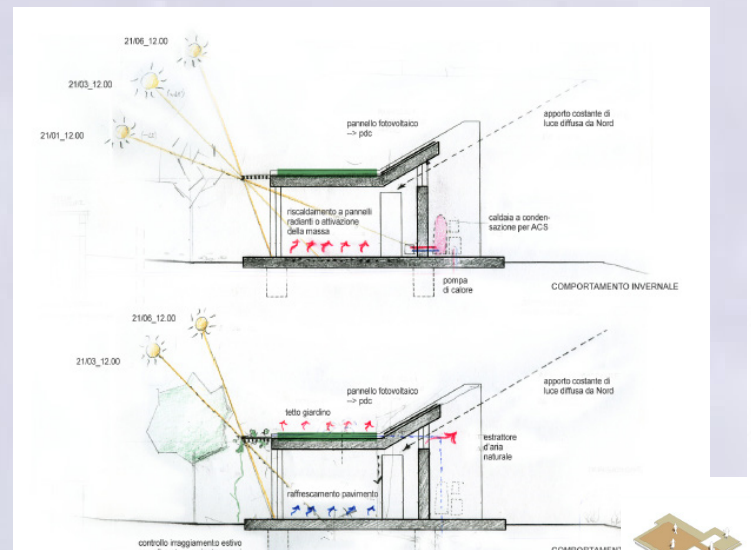 21/06_12.00
21/03_12.00
21/01_12.00
pannello fotovoltaico
--> pdc
apporto costante di
luce diffusa da Nord
riscaldamento a pannelli
radianti o attivazione
della massa
caldaia a conden-
sazione per ACS
pompa
di calore
COMPORTAMENTO INVERNALE
21/06_12.00
21/03_12.00
pannello fotovoltaico
--> pdc
apporto costante di
luce diffusa da Nord
tetto giardino
estrattore
d'aria
naturale
raffrescamento pavimento
controllo irraggiamento estivo